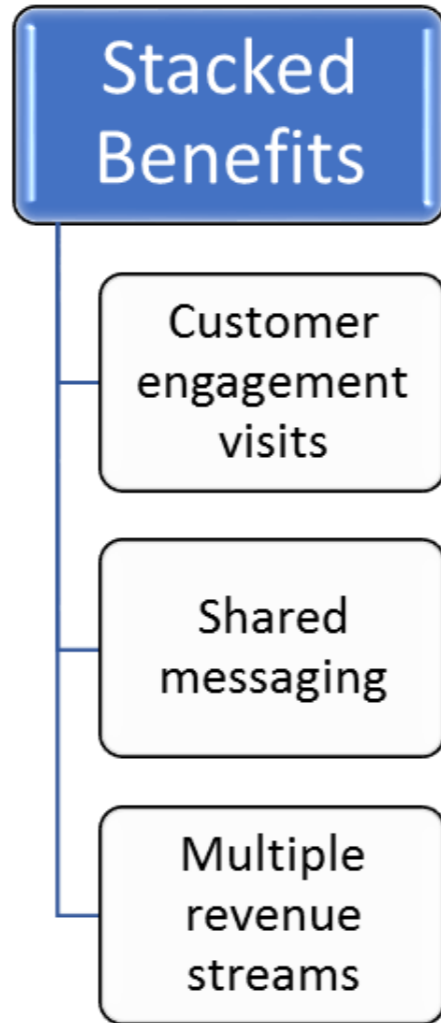 Stacked
Benefits
Customer
engagement
visits
Shared
messaging
Multiple
revenue
streams